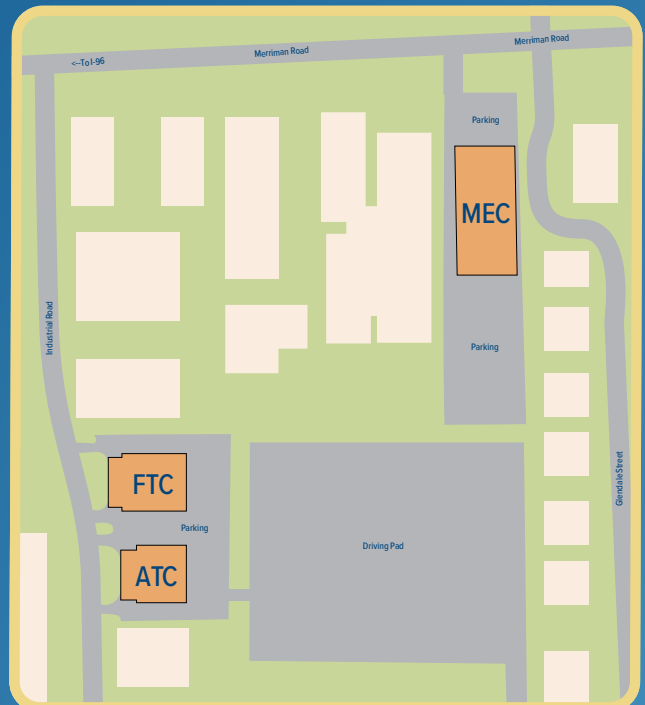 Merriman Road
<--To I-96
Merriman Road
Parking
MEC
Industrial Road
Parking
FTC
Glendale Street
Parking
Driving Pad
ATC